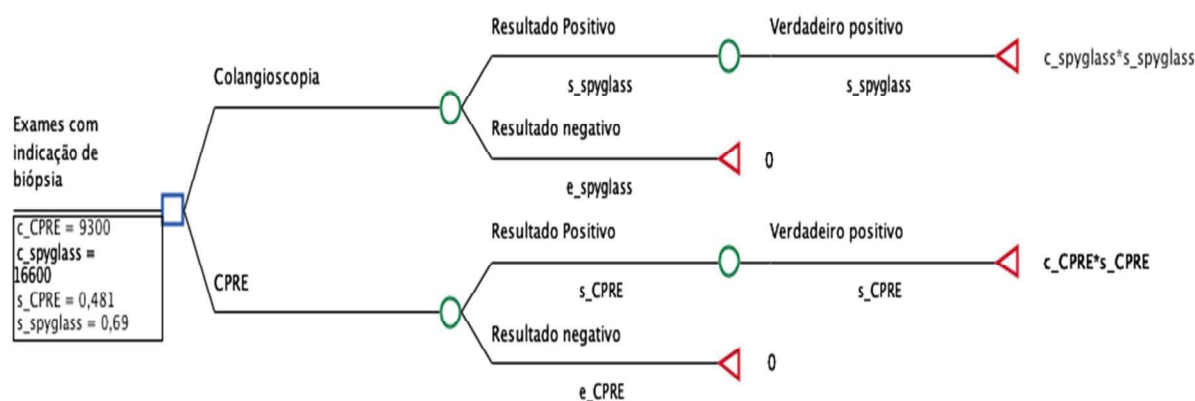 Resultado Positivo
Verdadeiro positivo
c_spyglass*s_spyglass
Colangioscopia
s_spyglass
s_spyglass
Exames com
indicação de
biópsia
Resultado negativo
0
e_spyglass
c_CPRE = 9300
c_spyglass =
16600
s_CPRE = 0,481
s_spyglass = 0,69
Resultado Positivo
Verdadeiro positivo
c_CPRE*s_CPRE
CPRE
s_CPRE
s_CPRE
Resultado negativo
0
e_CPRE